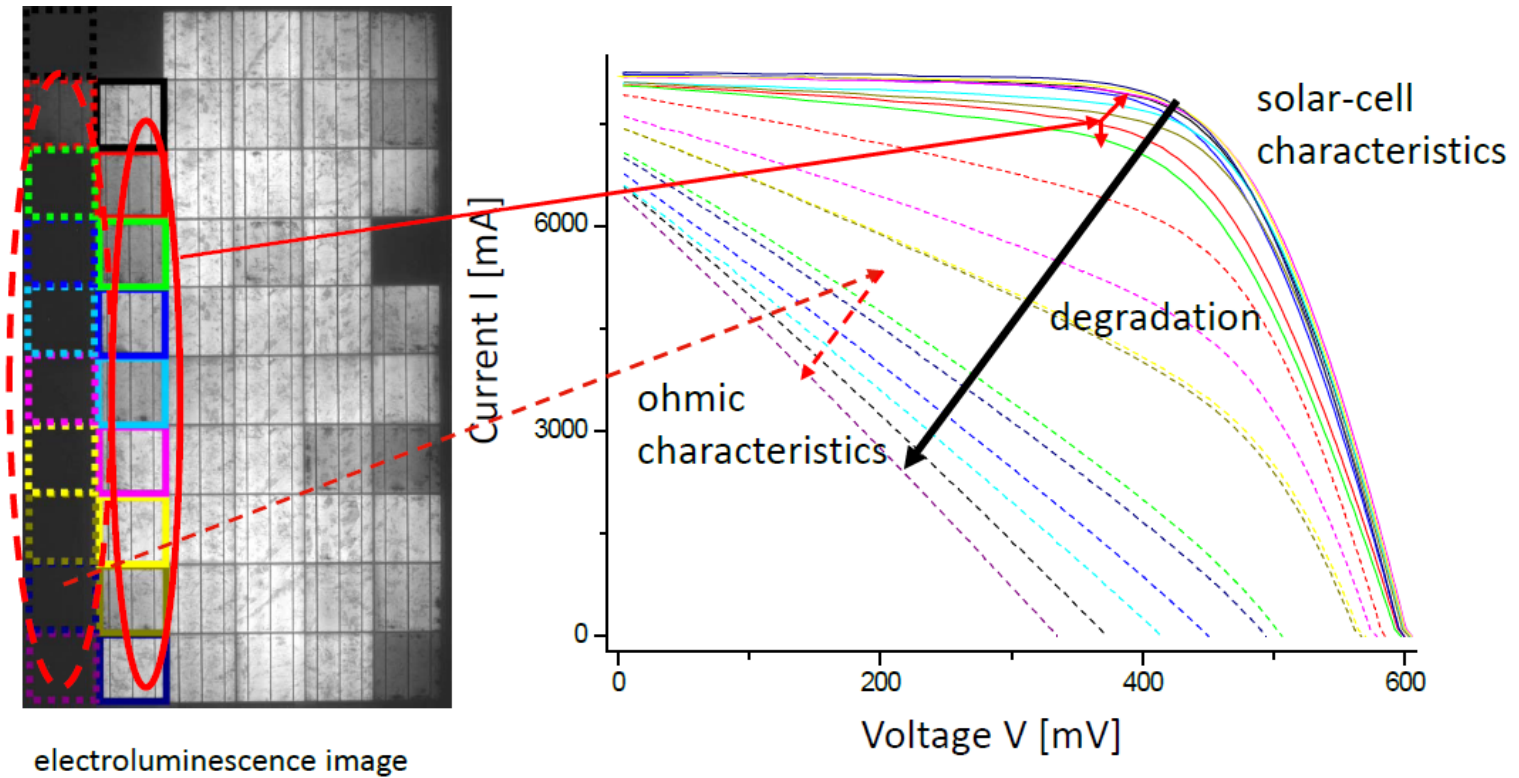 solar-cell
characteristics
Current I [mA]
6000
3000
0
degradation
ohmic
characteristics
0
200
400
600
Voltage V [mV]
electroluminescence image